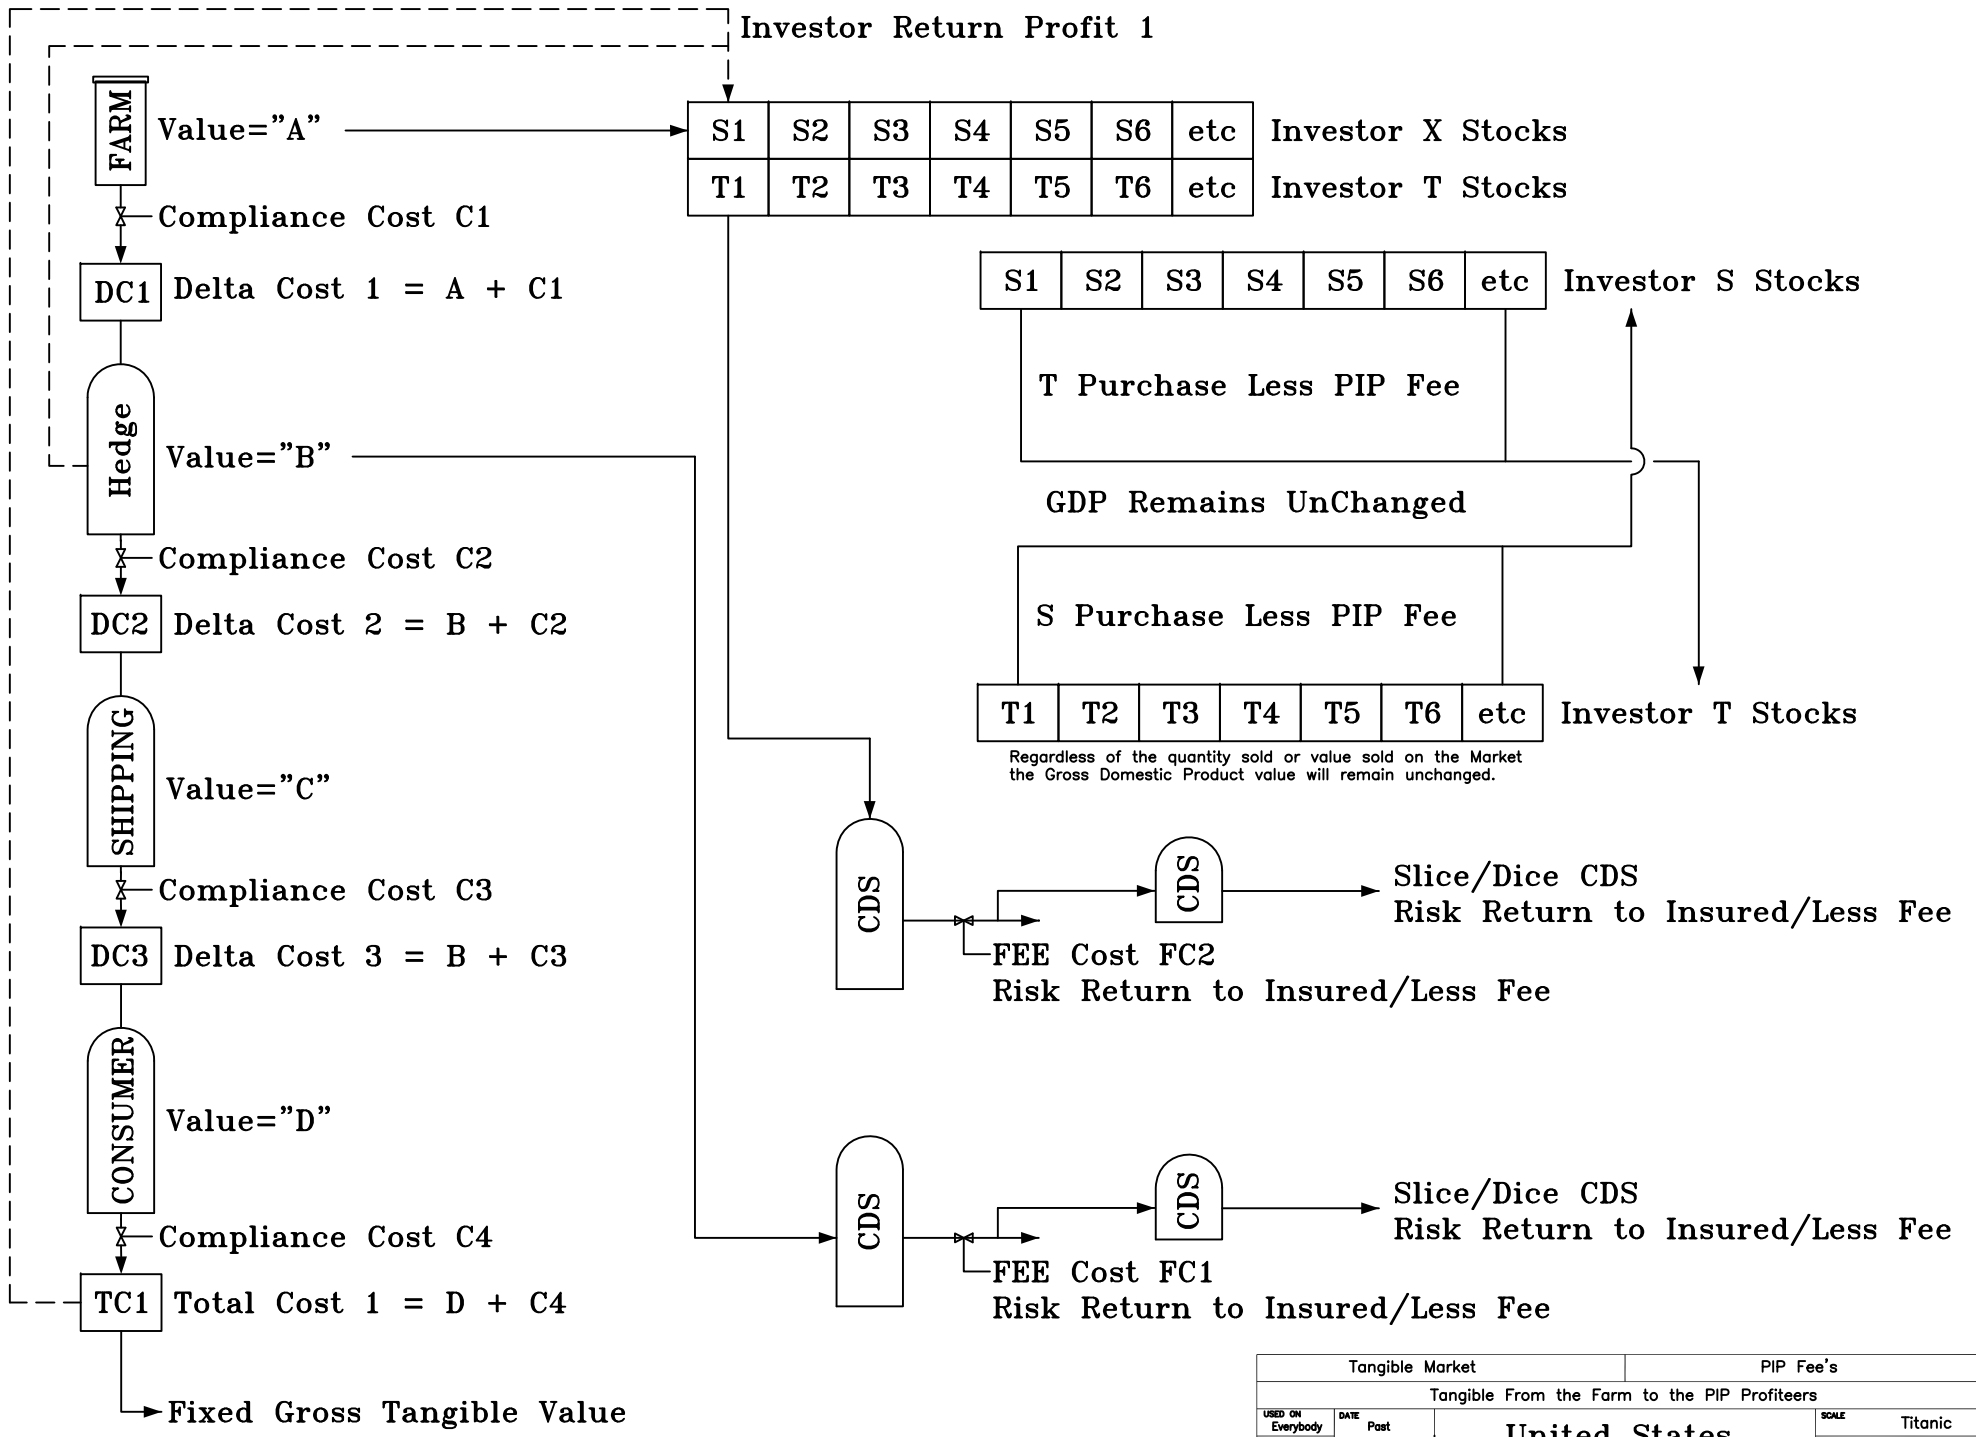 Investor Return Profit 1
FARM
Value="A"
S1 S2 S3 S4 S5 S6 etc Investor X Stocks
T1 T2 T3 T4 T5 T6 etc Investor T Stocks
Compliance Cost C1
DC1 Delta Cost 1 = A + C1
S1 S2 S3 S4 S5 S6 etc Investor S Stocks
T Purchase Less PIP Fee
Hedge
Value="B"
GDP Remains UnChanged
Compliance Cost C2
DC2 Delta Cost 2 = B + C2
S Purchase Less PIP Fee
T1 T2 T3 T4 T5 T6 etc Investor T Stocks
Regardless of the quantity sold or value sold on the Market
the Gross Domestic Product value will remain unchanged.
SHIPPING
Value="C"
Compliance Cost C3
DC3 Delta Cost 3 = B + C3
CDS
CDS
Slice/Dice CDS
Risk Return to Insured/Less Fee
FEE Cost FC2
Risk Return to Insured/Less Fee
CONSUMER
Value="D"
Compliance Cost C4
TC1 Total Cost 1 = D + C4
CDS
CDS
Slice/Dice CDS
Risk Return to Insured/Less Fee
FEE Cost FC1
Risk Return to Insured/Less Fee
Fixed Gross Tangible Value
Tangible Market
PIP Fee's
Tangible From the Farm to the PIP Profiteers
USED ON
Everybody
DATE
Past
United States
SCALE
Titanic